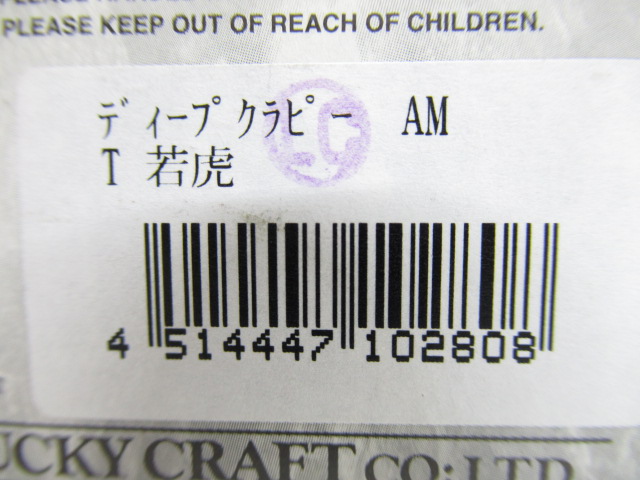 PLEASE KEEP OUT OF REACH OF CHILDREN.
ﾃﾞｨｰﾌﾟｸﾗﾋﾟｰ AM
T 若虎
4 514447 102808
UCKY CRAFT CO.: LTD